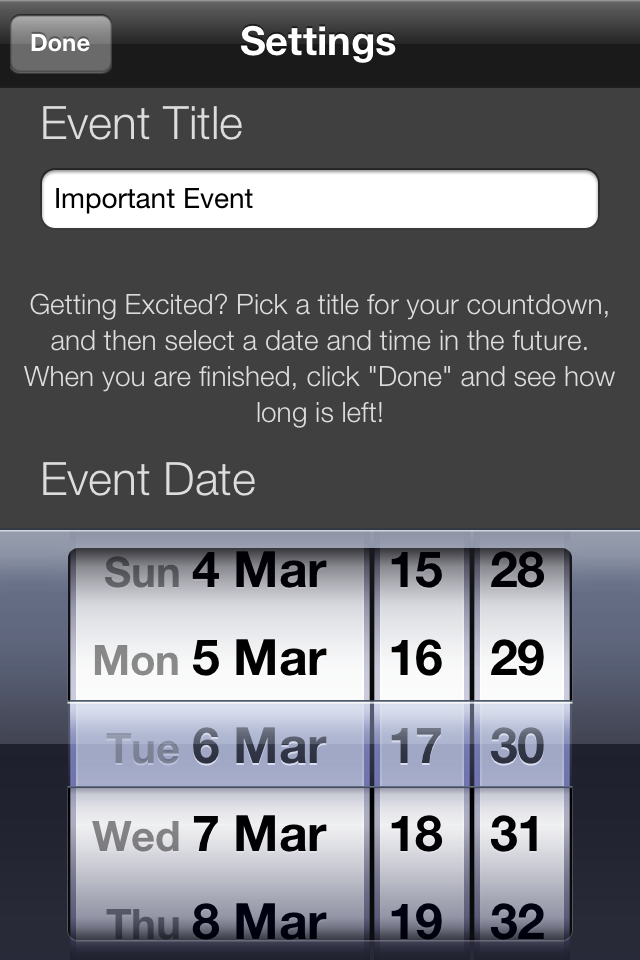 Done
Settings
Event Title
Important Event
Getting Excited? Pick a title for your countdown,
and then select a date and time in the future.
When you are finished, click "Done" and see how
long is left!
Event Date
Sun 4 Mar 15 28
Mon 5 Mar 16 29
Tue 6 Mar 17 30
Wed 7 Mar 18 31
Thu 8 Mar 19 32